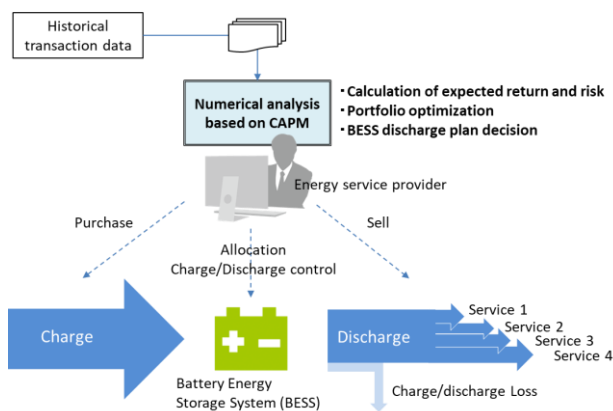 Historical
transaction data
Numerical analysis
based on CAPM
・Calculation of expected return and risk
・Portfolio optimization
・BESS discharge plan decision
Energy service provider
Purchase
Allocation
Charge/Discharge control
Sell
Charge
Battery Energy
Storage System (BESS)
Discharge
Service 1
Service 2
Service 3
Service 4
Charge/discharge Loss